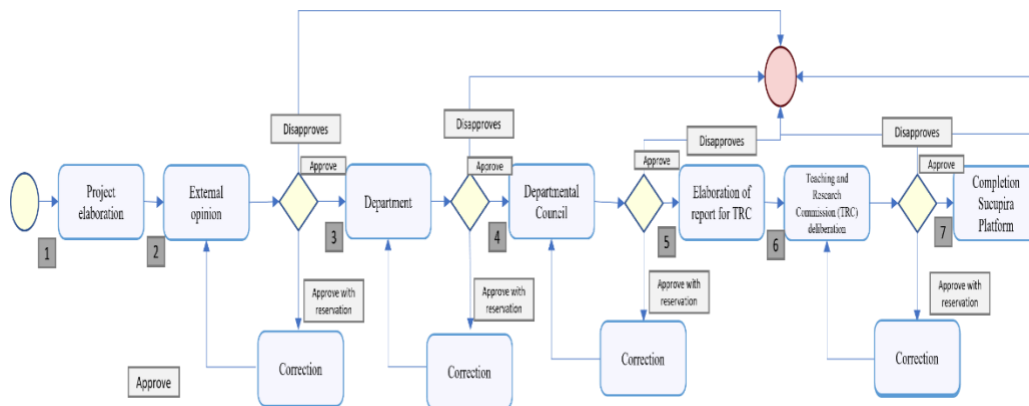 Disapproves
Disapproves
Disapproves
Disapproves
Approve
Approve
Approve
Approve
Project
elaboration
External
opinion
Department
Departmental
Council
Elaboration of
report for TRC
Teaching and
Research
Commission (TRC)
deliberation
Completion
Sucupira
Platform
1
2
3
4
5
6
7
Approve with
reservation
Approve with
reservation
Approve with
reservation
Approve with
reservation
Correction
Correction
Correction
Correction
Approve